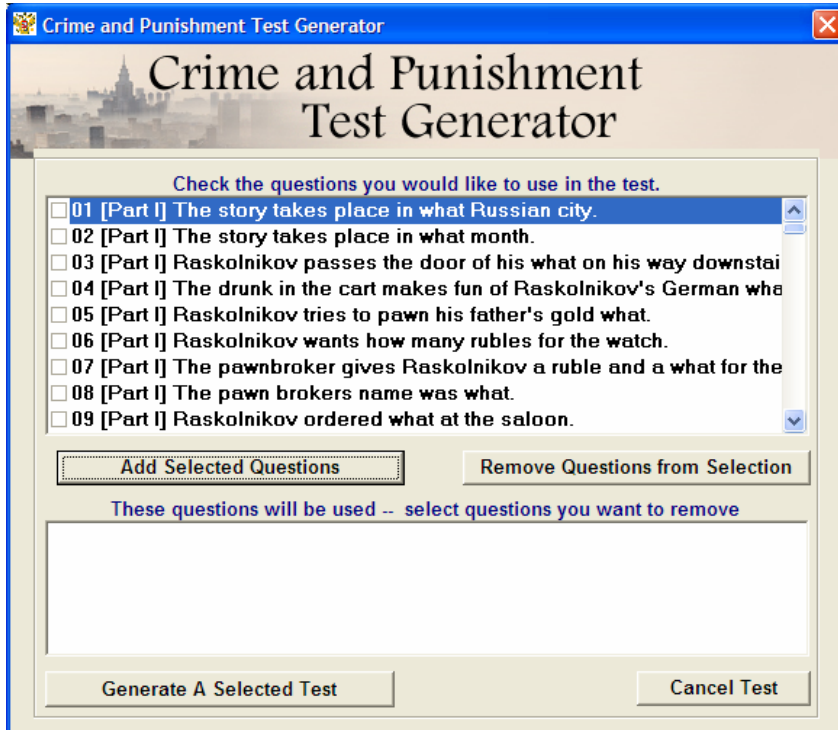 Crime and Punishment Test Generator
Crime and Punishment
Test Generator
Check the questions you would like to use in the test.
01 [Part I] The story takes place in what Russian city.
02 [Part I] The story takes place in what month.
03 [Part I] Raskolnikov passes the door of his what on his way downstai
04 [Part I] The drunk in the cart makes fun of Raskolnikov's German wha
05 [Part I] Raskolnikov tries to pawn his father's gold what.
06 [Part I] Raskolnikov wants how many rubles for the watch.
07 [Part I] The pawnbroker gives Raskolnikov a ruble and a what for the
08 [Part I] The pawn brokers name was what.
09 [Part I] Raskolnikov ordered what at the saloon.
Add Selected Questions Remove Questions from Selection
These questions will be used -- select questions you want to remove
Generate A Selected Test Cancel Test